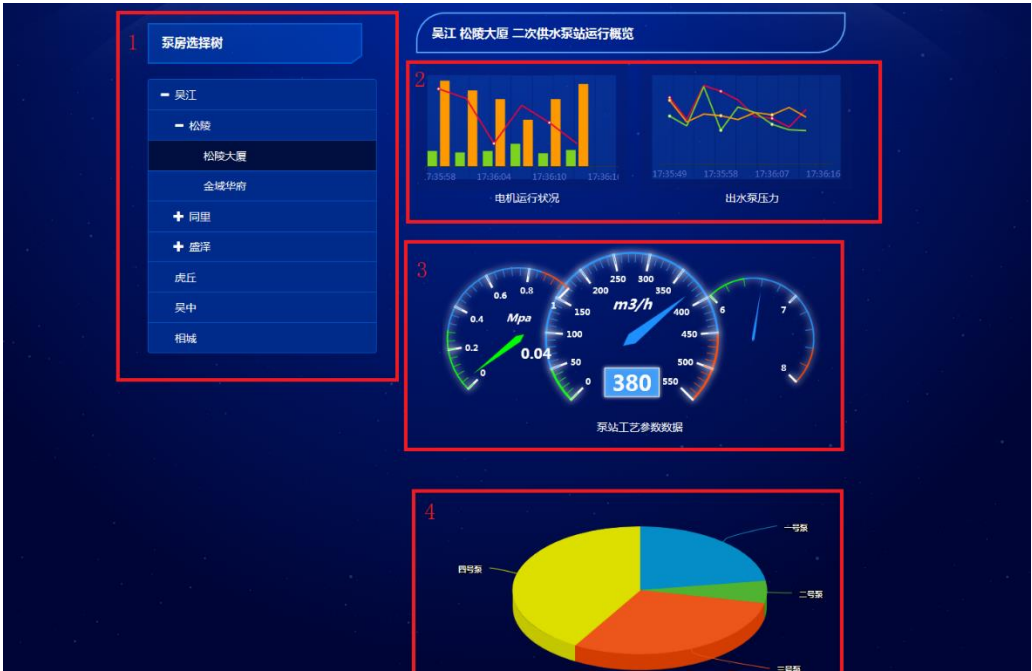 1
泵房选择树
吴江
松陵
松陵大厦
金域华府
同里
盛泽
虎丘
吴中
相城
吴江 松陵大厦 二次供水泵站运行概览
2
17:35:58 17:36:04 17:36:10 17:36:1
电机运行状况
17:35:49 17:35:58 17:36:07 17:36:16
出水泵压力
3
0 0.2 0.4 0.6 0.8 1
Mpa
0.04
0 50 100 150 200 250 300 350 400 450 500 550
m3/h
380
6 7 8
泵站工艺参数数据
4
一号泵
二号泵
三号泵
四号泵